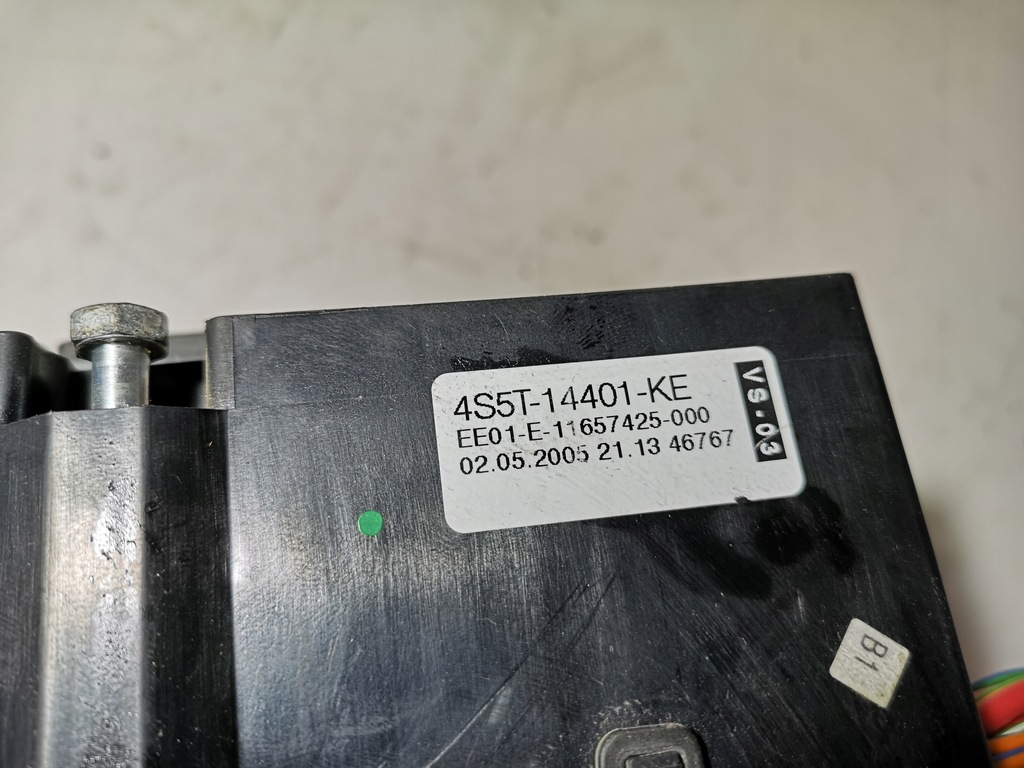 4S5T-14401-KE
EE01-E-11657425-000
02.05.2005 21.13 46767
Vs.03
B1